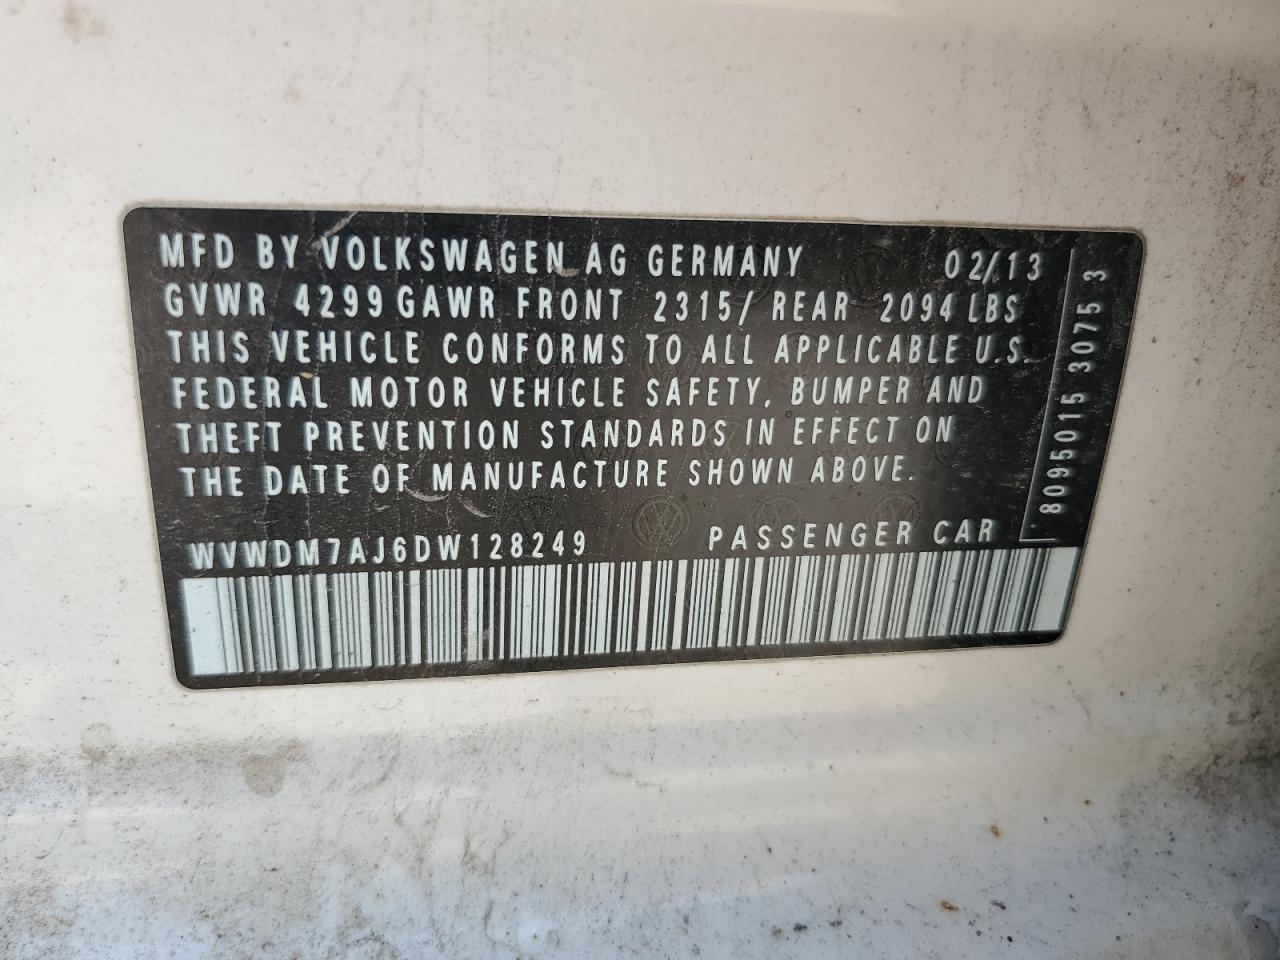 MFD BY VOLKSWAGEN AG GERMANY 02/13
GVWR 4299 GAWR FRONT 2315/ REAR 2094 LBS
THIS VEHICLE CONFORMS TO ALL APPLICABLE U.S.
FEDERAL MOTOR VEHICLE SAFETY, BUMPER AND
THEFT PREVENTION STANDARDS IN EFFECT ON
THE DATE OF MANUFACTURE SHOWN ABOVE.
WVWDM7AJ6DW128249 PASSENGER CAR
8095015 3075 3